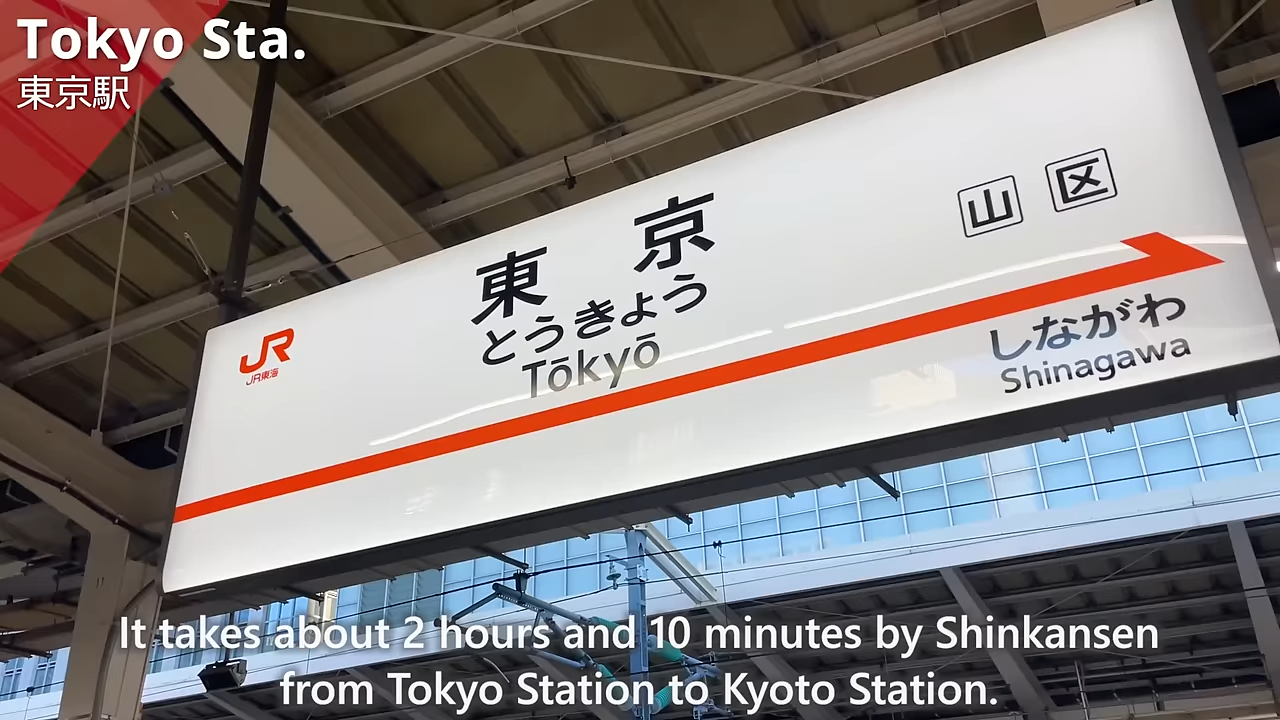 Tokyo Sta.
東京駅
山 区
東 京
とうきょう
Tōkyō
JR
JR東海
しながわ
Shinagawa
It takes about 2 hours and 10 minutes by Shinkansen
from Tokyo Station to Kyoto Station.